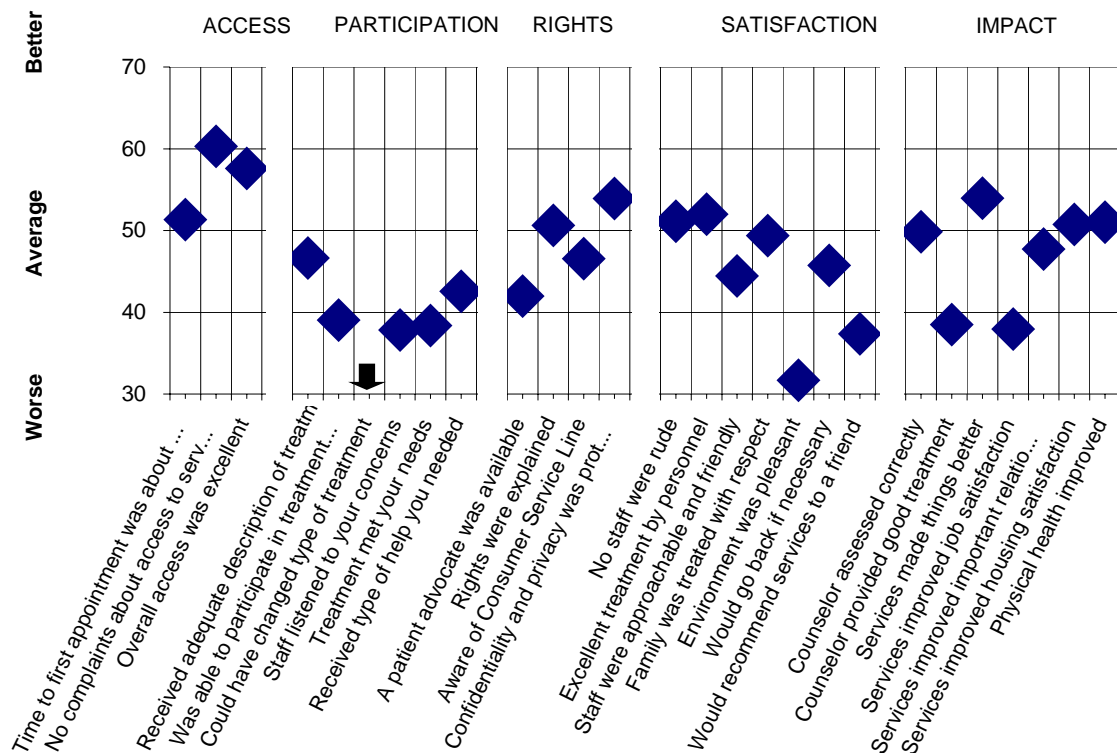 ACCESS PARTICIPATION RIGHTS SATISFACTION IMPACT
Better
Average
Worse
70
60
50
40
30
Time to first appointment was about ...
No complaints about access to serv...
Overall access was excellent
Received adequate description of treatm
Was able to participate in treatment...
Could have changed type of treatment
Staff listened to your concerns
Treatment met your needs
Received type of help you needed
A patient advocate was available
Rights were explained
Aware of Consumer Service Line
Confidentiality and privacy was prot...
No staff were rude
Excellent treatment by personnel
Staff were approachable and friendly
Family was treated with respect
Environment was pleasant
Would go back if necessary
Would recommend services to a friend
Counselor assessed correctly
Counselor provided good treatment
Services made things better
Services improved job satisfaction
Services improved important relatio...
Services improved housing satisfaction
Physical health improved